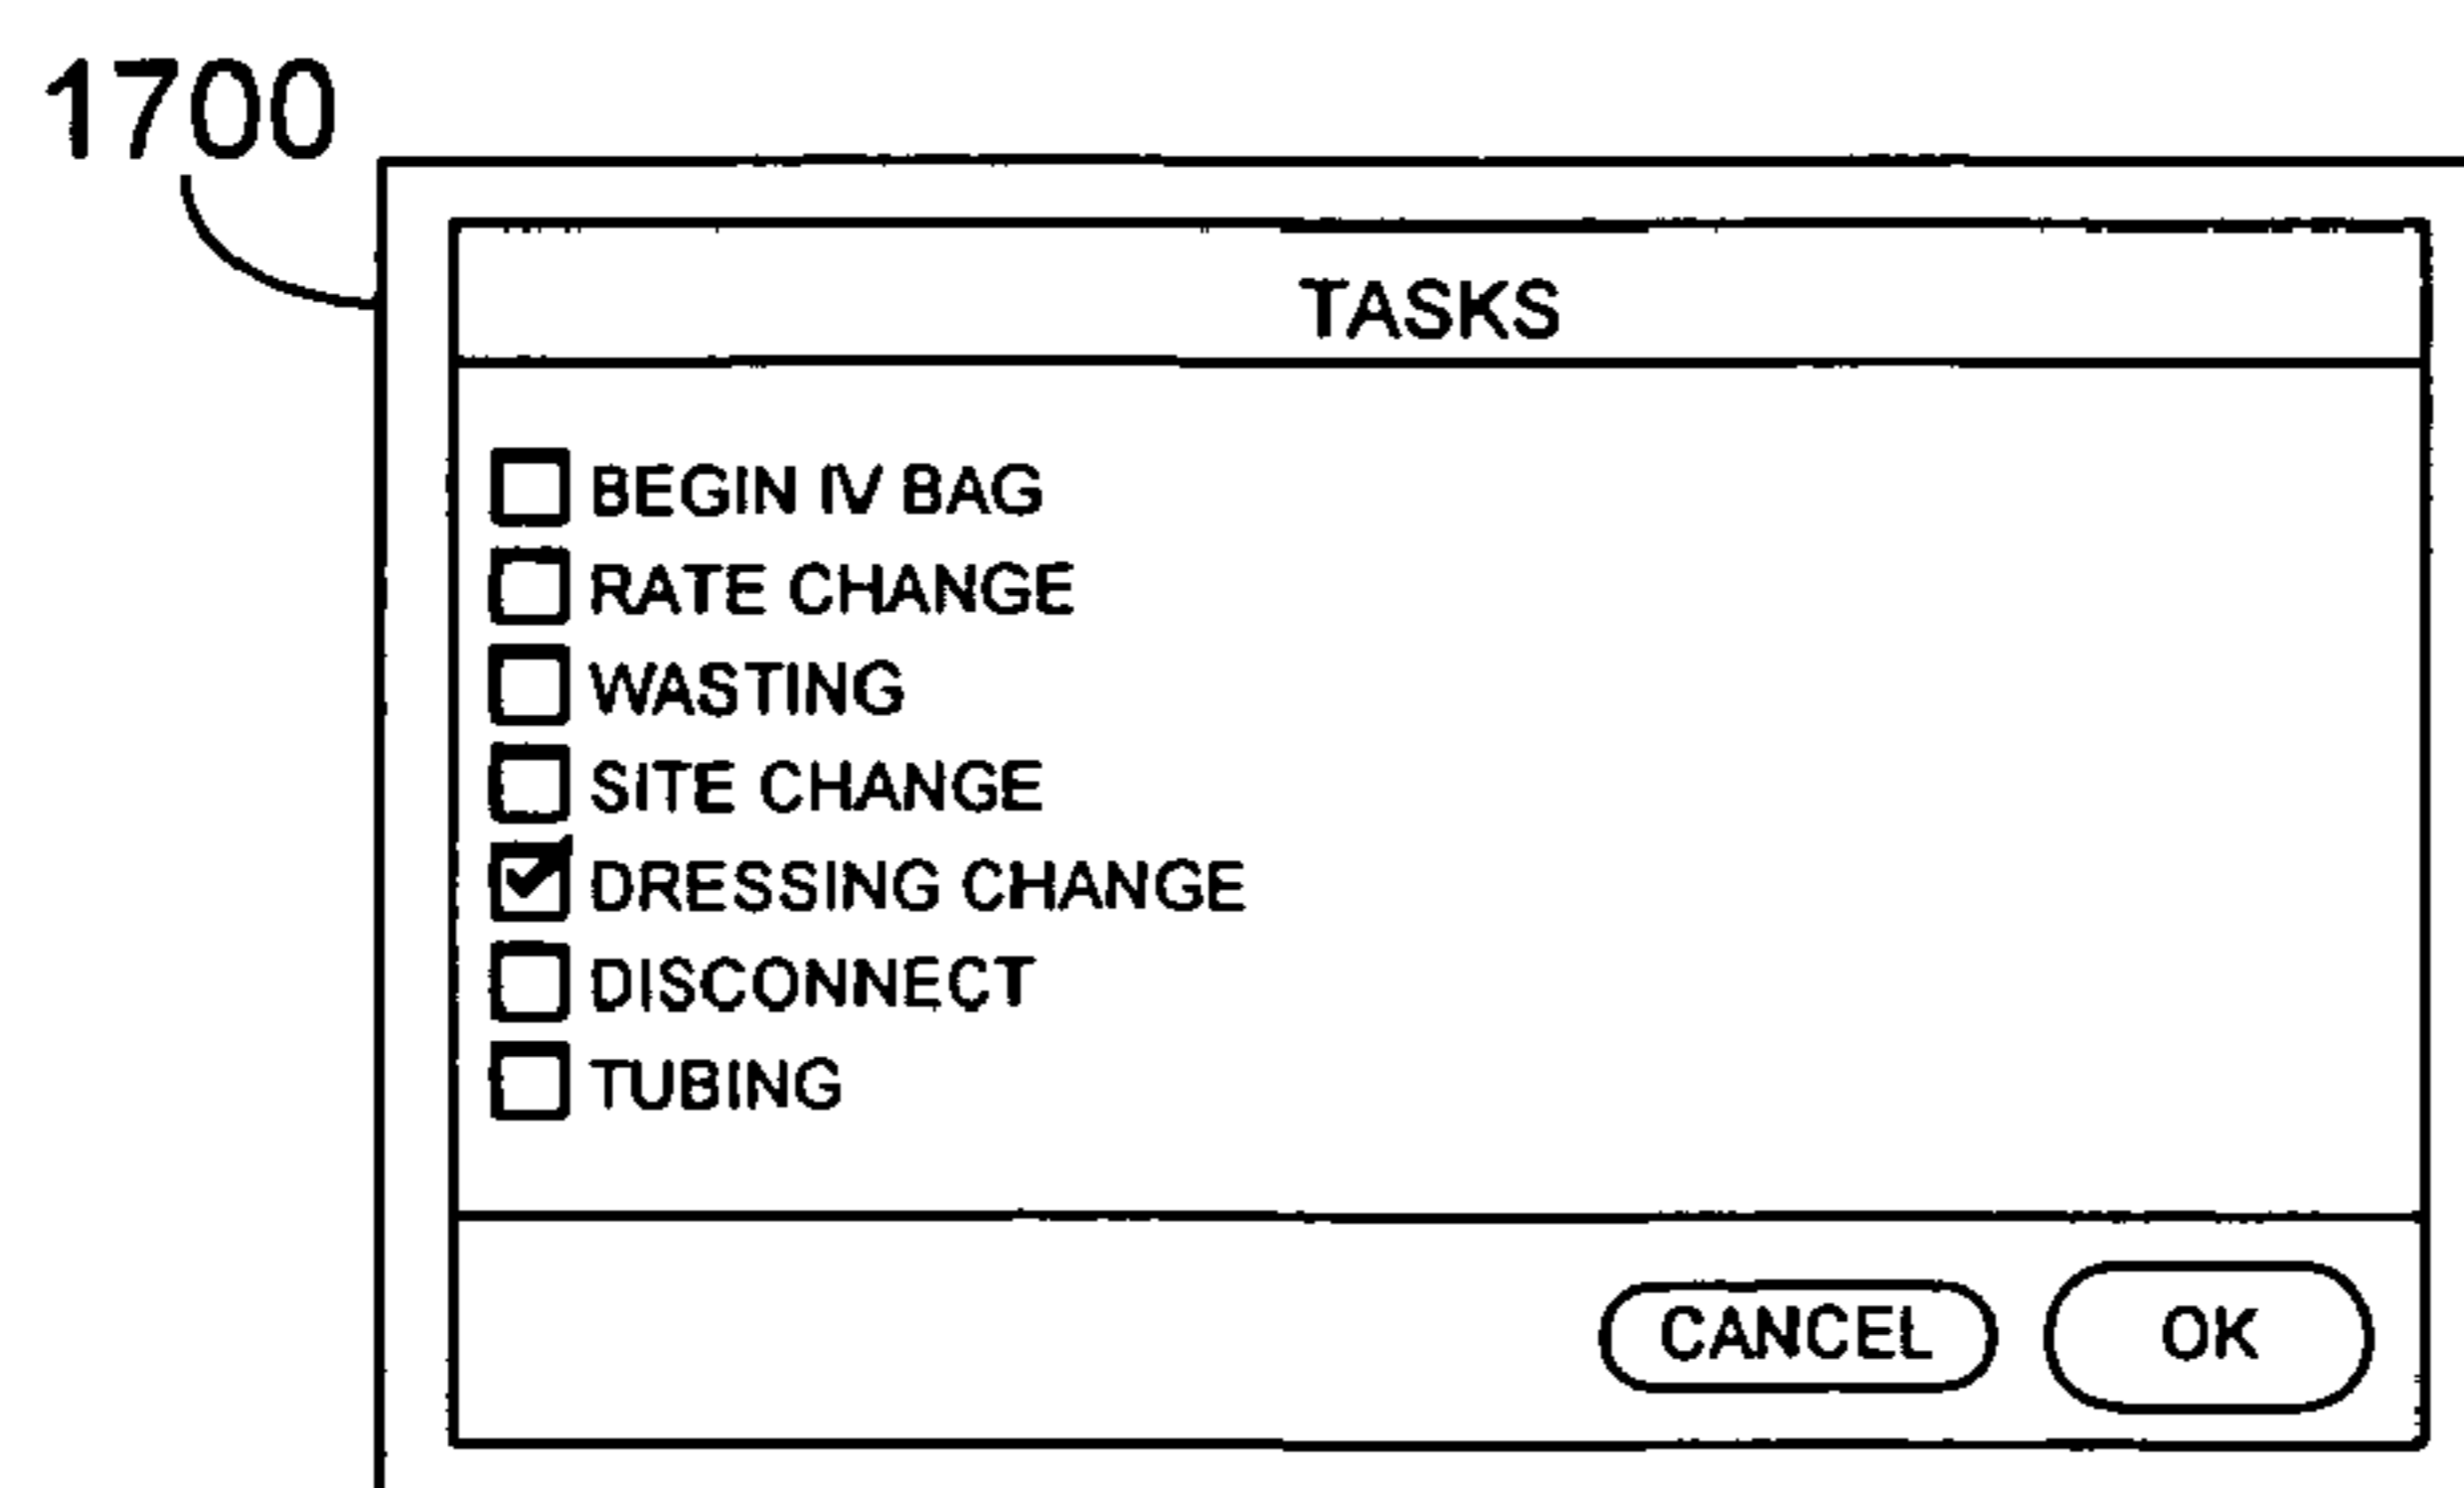 1700
TASKS
BEGIN IV BAG
RATE CHANGE
WASTING
SITE CHANGE
DRESSING CHANGE
DISCONNECT
TUBING
CANCEL OK